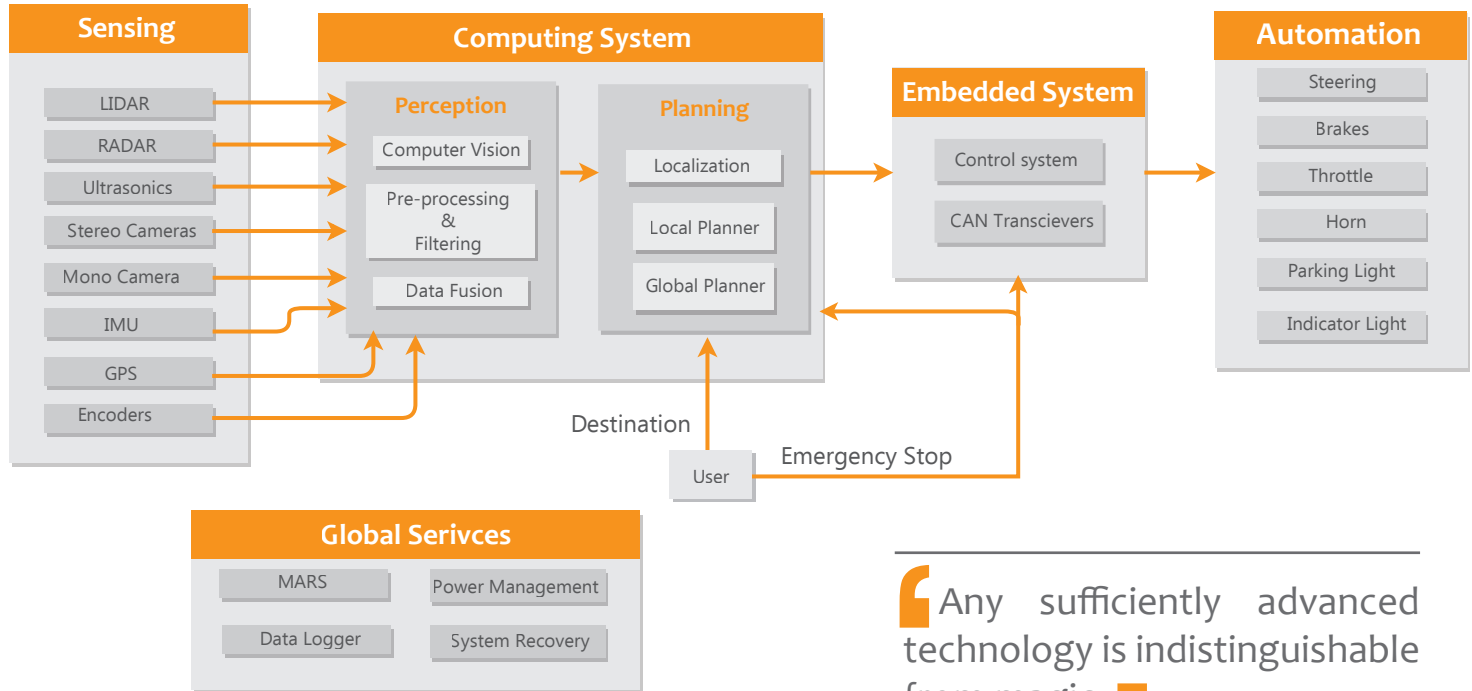 Sensing
LIDAR
RADAR
Ultrasonics
Stereo Cameras
Mono Camera
IMU
GPS
Encoders
Computing System
Perception
Computer Vision
Pre-processing
&
Filtering
Data Fusion
Planning
Localization
Local Planner
Global Planner
Embedded System
Control system
CAN Transcievers
Automation
Steering
Brakes
Throttle
Horn
Parking Light
Indicator Light
Destination
Emergency Stop
User
Global Serivces
MARS
Power Management
Data Logger
System Recovery
Any sufficiently advanced
technology is indistinguishable
from magic